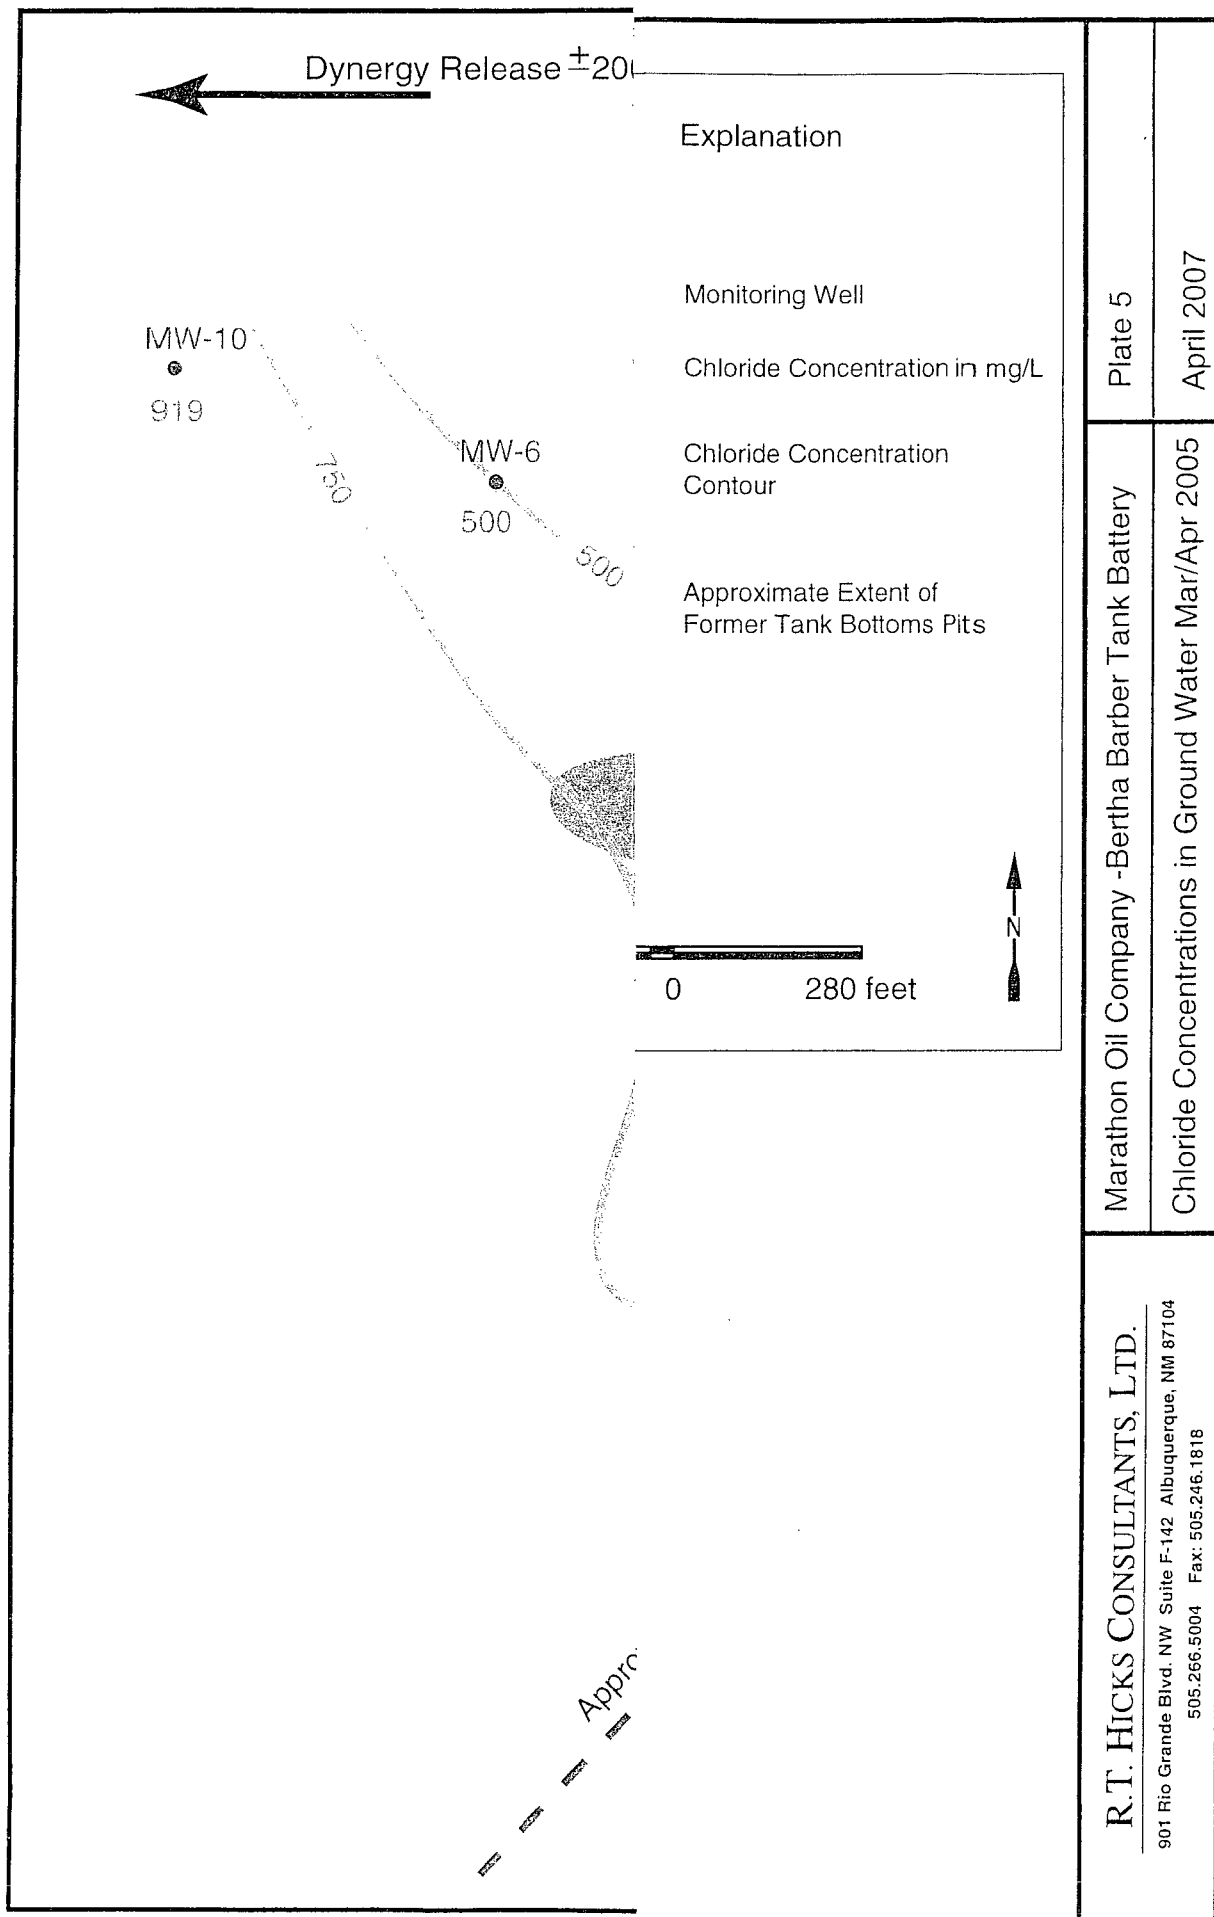 Dynergy Release ±20
MW-10
919
750
MW-6
500
500
Explanation
Monitoring Well
Chloride Concentration in mg/L
Chloride Concentration
Contour
Approximate Extent of
Former Tank Bottoms Pits
0
280 feet
N
Appro
Plate 5
April 2007
Marathon Oil Company -Bertha Barber Tank Battery
Chloride Concentrations in Ground Water Mar/Apr 2005
R.T. HICKS CONSULTANTS, LTD.
901 Rio Grande Blvd. NW Suite F-142 Albuquerque, NM 87104
505.266.5004 Fax: 505.246.1818